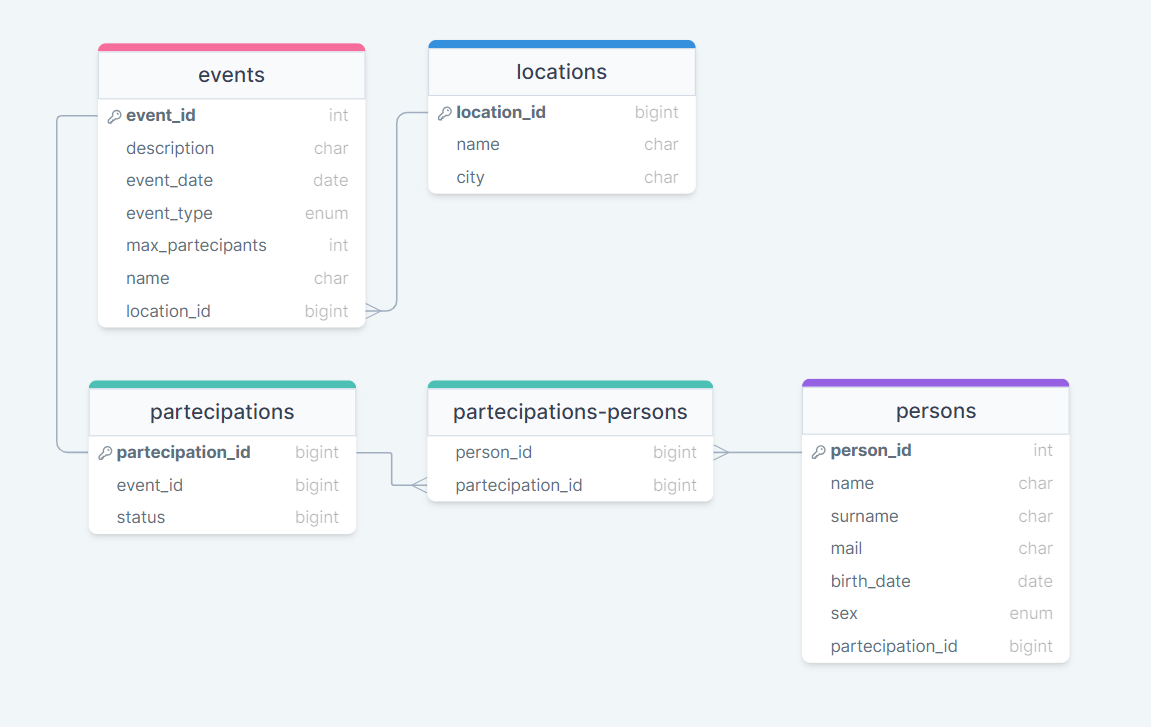 events
event_id int
description char
event_date date
event_type enum
max_partecipants int
name char
location_id bigint
locations
location_id bigint
name char
city char
partecipations
partecipation_id bigint
event_id bigint
status bigint
partecipations-persons
person_id bigint
partecipation_id bigint
persons
person_id int
name char
surname char
mail char
birth_date date
sex enum
partecipation_id bigint